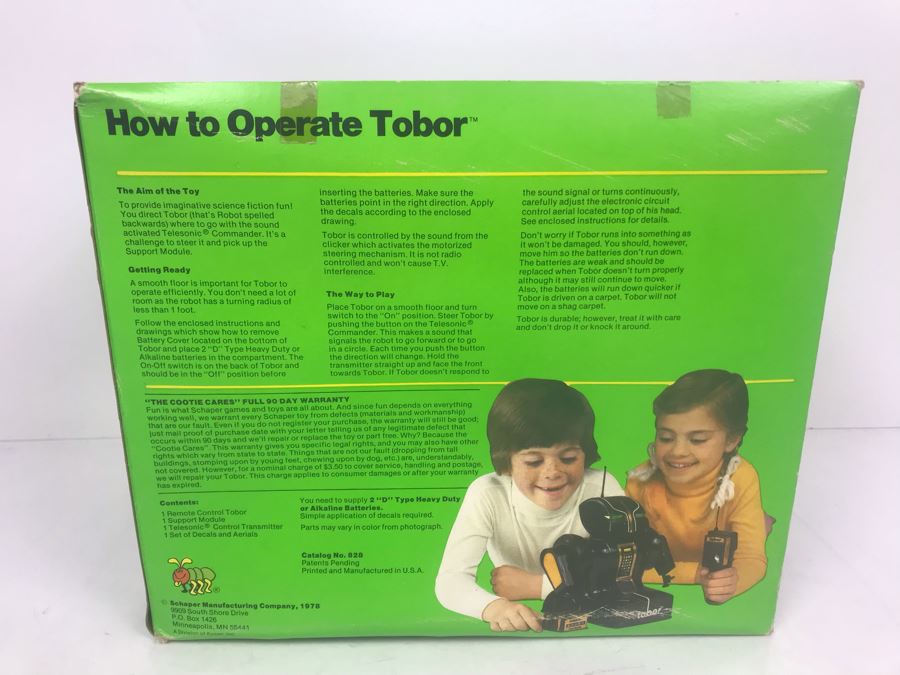 How to Operate Tobor™
The Aim of the Toy
To provide imaginative science fiction fun!
You direct Tobor (that's Robot spelled
backwards) where to go with the sound
activated Telesonic® Commander. It's a
challenge to steer it and pick up the
Support Module.
Getting Ready
A smooth floor is important for Tobor to
operate efficiently. You don't need a lot of
room as the robot has a turning radius of
less than 1 foot.
Follow the enclosed instructions and
drawings which show how to remove
Battery Cover located on the bottom of
Tobor and place 2 "D" Type Heavy Duty or
Alkaline batteries in the compartment. The
On-Off switch is on the back of Tobor and
should be in the "Off" position before
inserting the batteries. Make sure the
batteries point in the right direction. Apply
the decals according to the enclosed
drawing.
Tobor is controlled by the sound from the
clicker which activates the motorized
steering mechanism. It is not radio
controlled and won't cause T.V.
interference.
The Way to Play
Place Tobor on a smooth floor and turn
switch to the "On" position. Steer Tobor by
pushing the button on the Telesonic®
Commander. This makes a sound that
signals the robot to go forward or to go
in a circle. Each time you push the button
the direction will change. Hold the
transmitter straight up and face the front
towards Tobor. If Tobor doesn't respond to
the sound signal or turns continuously,
carefully adjust the electronic circuit
control aerial located on top of his head.
See enclosed instructions for details.
Don't worry if Tobor runs into something as
it won't be damaged. You should, however,
move him so the batteries don't run down.
The batteries are weak and should be
replaced when Tobor doesn't turn properly
although it may still continue to move.
Also, the batteries will run down quicker if
Tobor is driven on a carpet. Tobor will not
move on a shag carpet.
Tobor is durable; however, treat it with care
and don't drop it or knock it around.
"THE COOTIE CARES" FULL 90 DAY WARRANTY
Fun is what Schaper games and toys are all about. And since fun depends on everything
working well, we warrant every Schaper toy from defects (materials and workmanship)
that are our fault. Even if you do not register your purchase, the warranty will still be good;
just mail proof of purchase date with your letter telling us of any legitimate defect that
occurs within 90 days and we'll repair or replace the toy or part free. Why? Because the
"Cootie Cares". This warranty gives you specific legal rights, and you may also have other
rights which vary from state to state. Things that are not our fault (dropping from tall
buildings, stomping upon by young feet, chewing upon by dog, etc.) are, understandably,
not covered. However, for a nominal charge of $3.50 to cover service, handling and postage,
we will repair your Tobor. This charge applies to consumer damages or after your warranty
has expired.
Contents:
1 Remote Control Tobor
1 Support Module
1 Telesonic® Control Transmitter
1 Set of Decals and Aerials
You need to supply 2 "D" Type Heavy Duty
or Alkaline Batteries.
Simple application of decals required.
Parts may vary in color from photograph.
Catalog No. 828
Patents Pending
Printed and Manufactured in U.S.A.
®
© Schaper Manufacturing Company, 1978
9909 South Shore Drive
P.O. Box 1426
Minneapolis, MN 55441
A Division of Kusan, Inc.
tobor